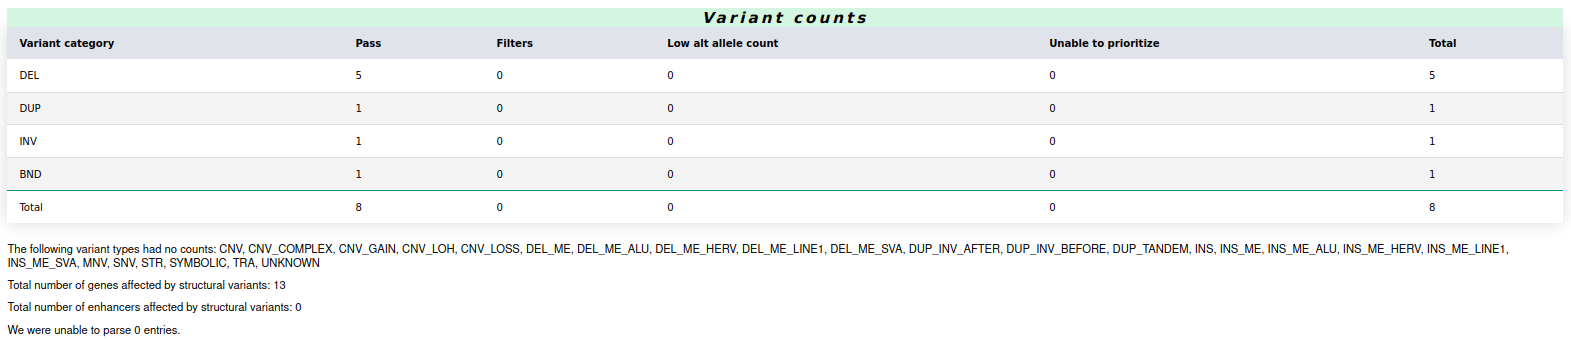 Variant counts
Variant category Pass Filters Low alt allele count Unable to prioritize Total
DEL 5 0 0 0 5
DUP 1 0 0 0 1
INV 1 0 0 0 1
BND 1 0 0 0 1
Total 8 0 0 0 8
The following variant types had no counts: CNV, CNV_COMPLEX, CNV_GAIN, CNV_LOH, CNV_LOSS, DEL_ME, DEL_ME_ALU, DEL_ME_HERV, DEL_ME_LINE1, DEL_ME_SVA, DUP_INV_AFTER, DUP_INV_BEFORE, DUP_TANDEM, INS, INS_ME, INS_ME_ALU, INS_ME_HERV, INS_ME_LINE1,
INS_ME_SVA, MNV, SNV, STR, SYMBOLIC, TRA, UNKNOWN
Total number of genes affected by structural variants: 13
Total number of enhancers affected by structural variants: 0
We were unable to parse 0 entries.